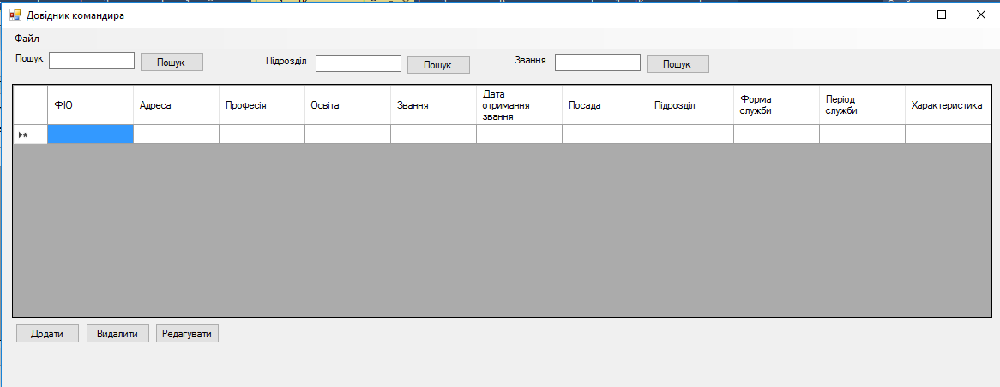 Довідник командира
Файл
Пошук Пошук Підрозділ Пошук Звання Пошук
ФІО Адреса Професія Освіта Звання Дата отримання звання Посада Підрозділ Форма служби Період служби Характеристика
Додати Видалити Редагувати